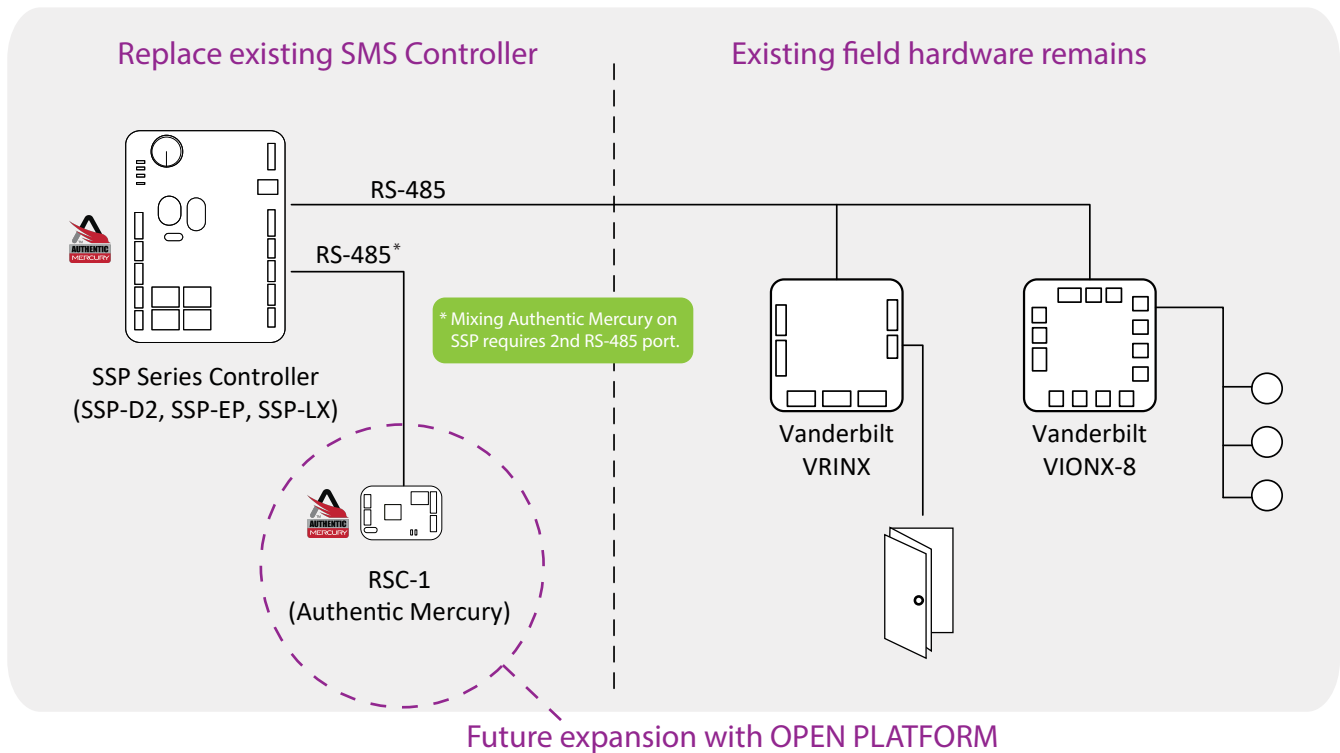 Replace existing SMS Controller
Existing field hardware remains
RS-485
RS-485*
AUTHENTIC
MERCURY
* Mixing Authentic Mercury on
SSP requires 2nd RS-485 port.
SSP Series Controller
(SSP-D2, SSP-EP, SSP-LX)
Vanderbilt
VRINX
Vanderbilt
VIONX-8
AUTHENTIC
MERCURY
RSC-1
(Authentic Mercury)
Future expansion with OPEN PLATFORM